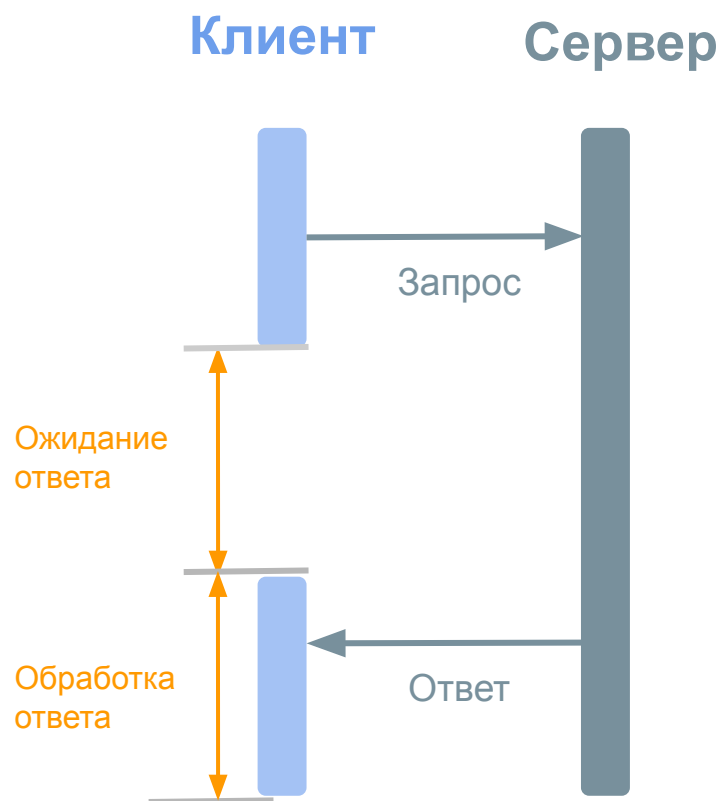 Клиент
Сервер
Запрос
Ожидание
ответа
Обработка
ответа
Ответ